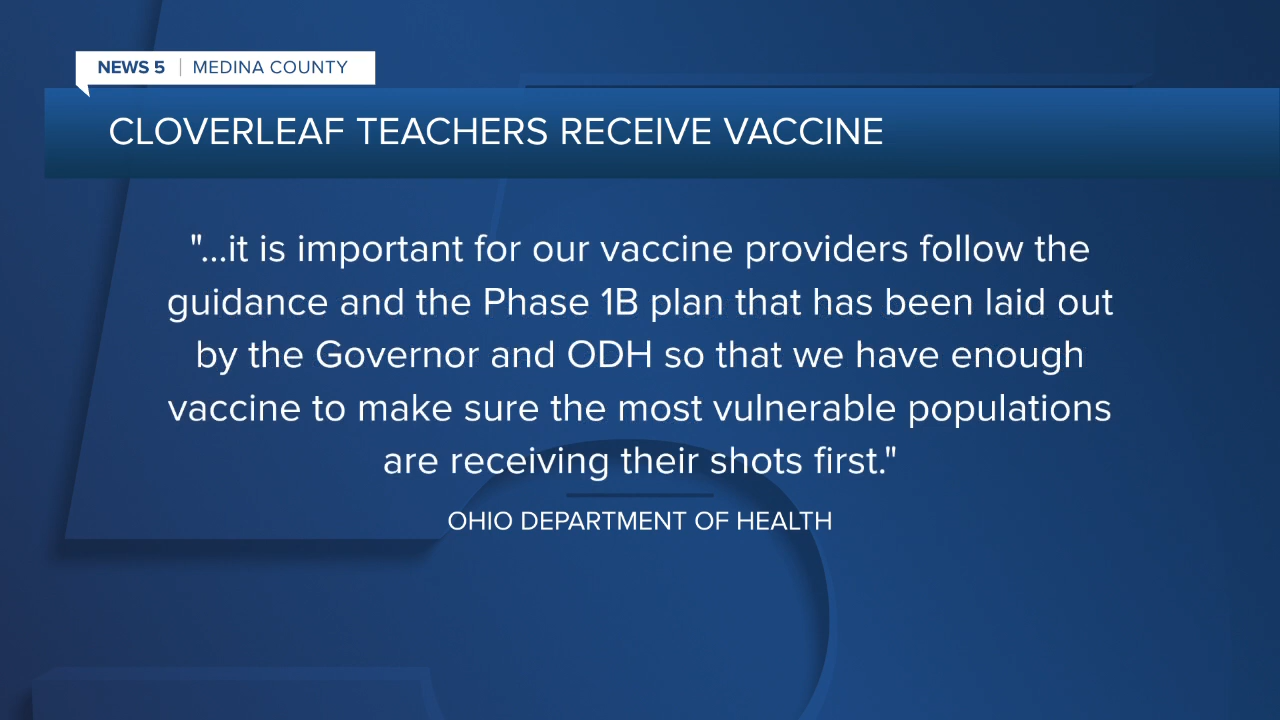 NEWS 5 | MEDINA COUNTY
CLOVERLEAF TEACHERS RECEIVE VACCINE
"...it is important for our vaccine providers follow the
guidance and the Phase 1B plan that has been laid out
by the Governor and ODH so that we have enough
vaccine to make sure the most vulnerable populations
are receiving their shots first."
OHIO DEPARTMENT OF HEALTH